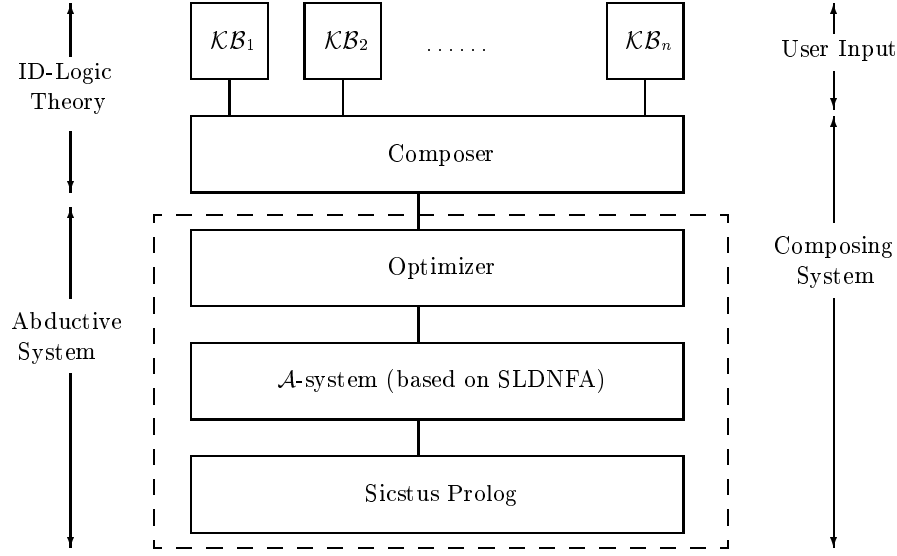 𝒦ℬ₁ 𝒦ℬ₂ . . . . . . 𝒦ℬₙ
User Input
ID-Logic
Theory
Composer
Composing
System
Optimizer
Abductive
System
𝒜-system (based on SLDNFA)
Sicstus Prolog